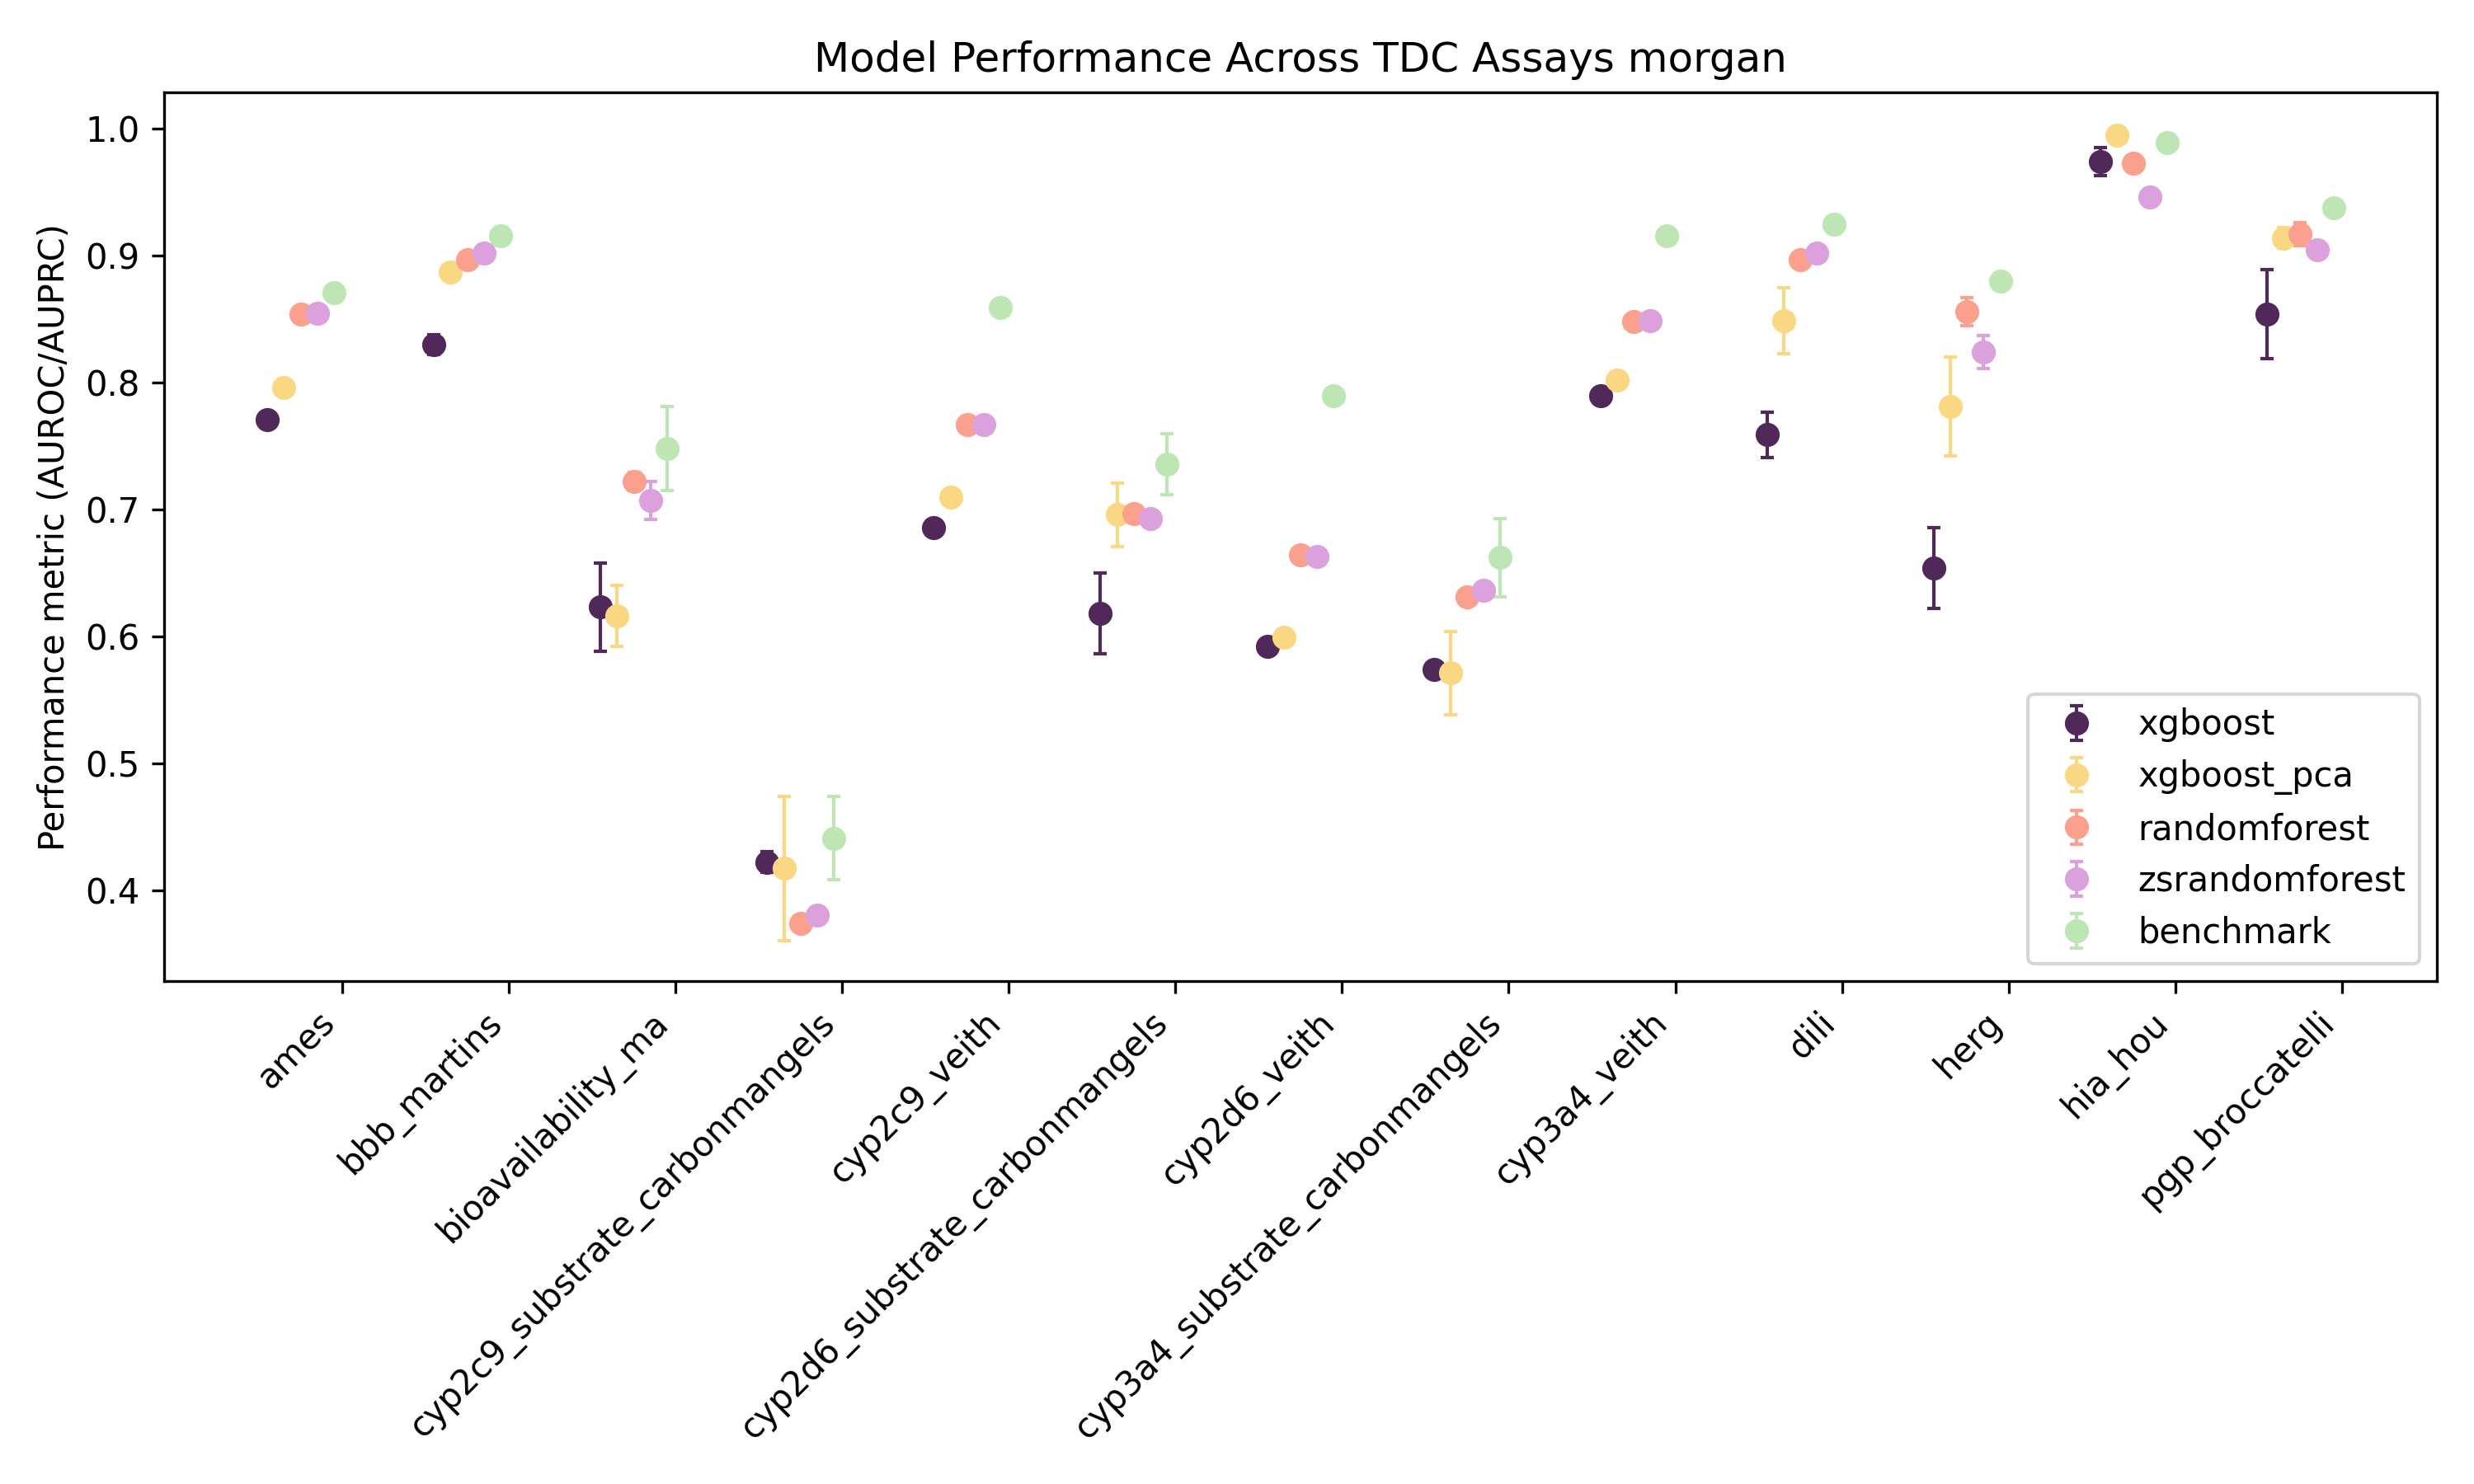 Model Performance Across TDC Assays morgan
Performance metric (AUROC/AUPRC)
1.0
0.9
0.8
0.7
0.6
0.5
0.4
xgboost
xgboost_pca
randomforest
zsrandomforest
benchmark
ames
bbb_martins
bioavailability_ma
cyp2c9_substrate_carbonmangels
cyp2c9_veith
cyp2d6_substrate_carbonmangels
cyp2d6_veith
cyp3a4_substrate_carbonmangels
cyp3a4_veith
dili
herg
hia_hou
pgp_broccatelli